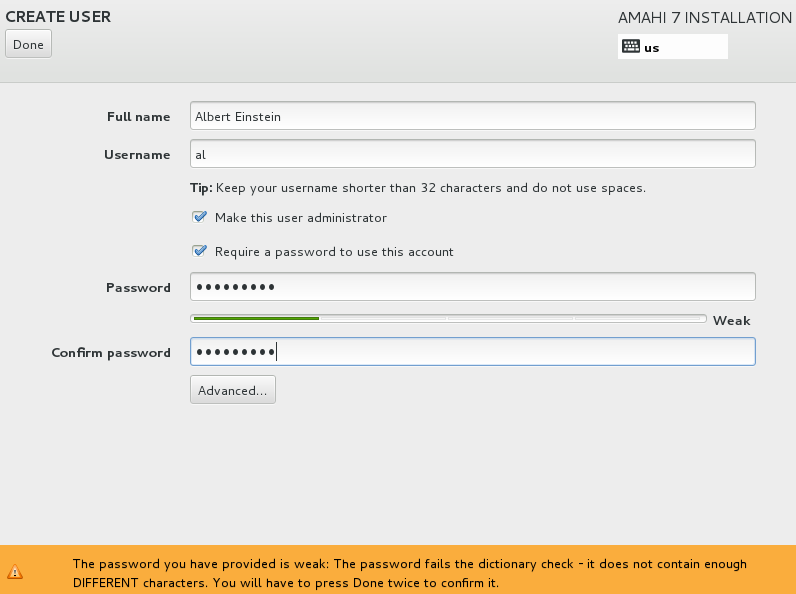 CREATE USER
AMAHI 7 INSTALLATION
Done
us
Full name
Albert Einstein
Username
al
Tip: Keep your username shorter than 32 characters and do not use spaces.
Make this user administrator
Require a password to use this account
Password
•••••••••
Weak
Confirm password
•••••••••
Advanced...
The password you have provided is weak: The password fails the dictionary check - it does not contain enough
DIFFERENT characters. You will have to press Done twice to confirm it.